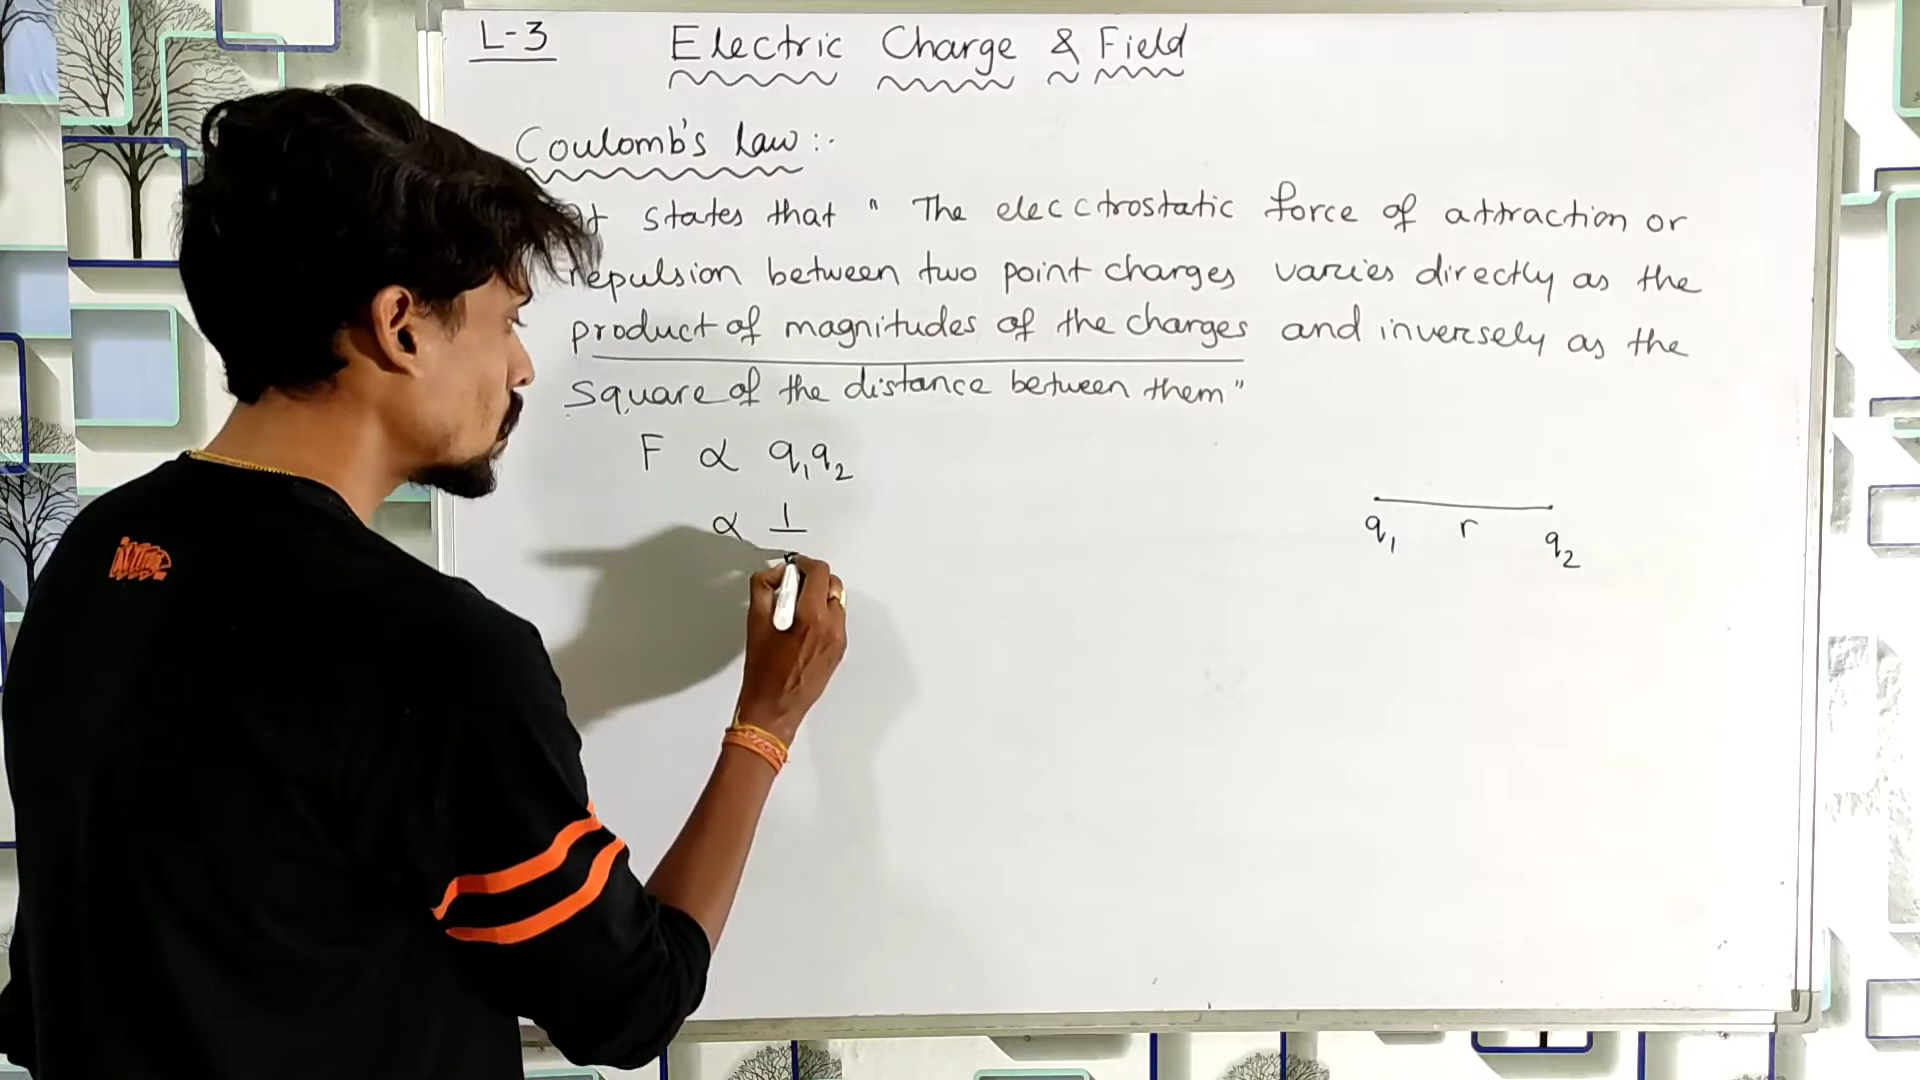 L-3 Electric Charge & Field
Coulomb's Law :-
It states that " The elecctrostatic force of attraction or
repulsion between two point charges varies directly as the
product of magnitudes of the charges and inversely as the
square of the distance between them "
F ∝ q₁q₂
∝ 1/r
q₁ r q₂